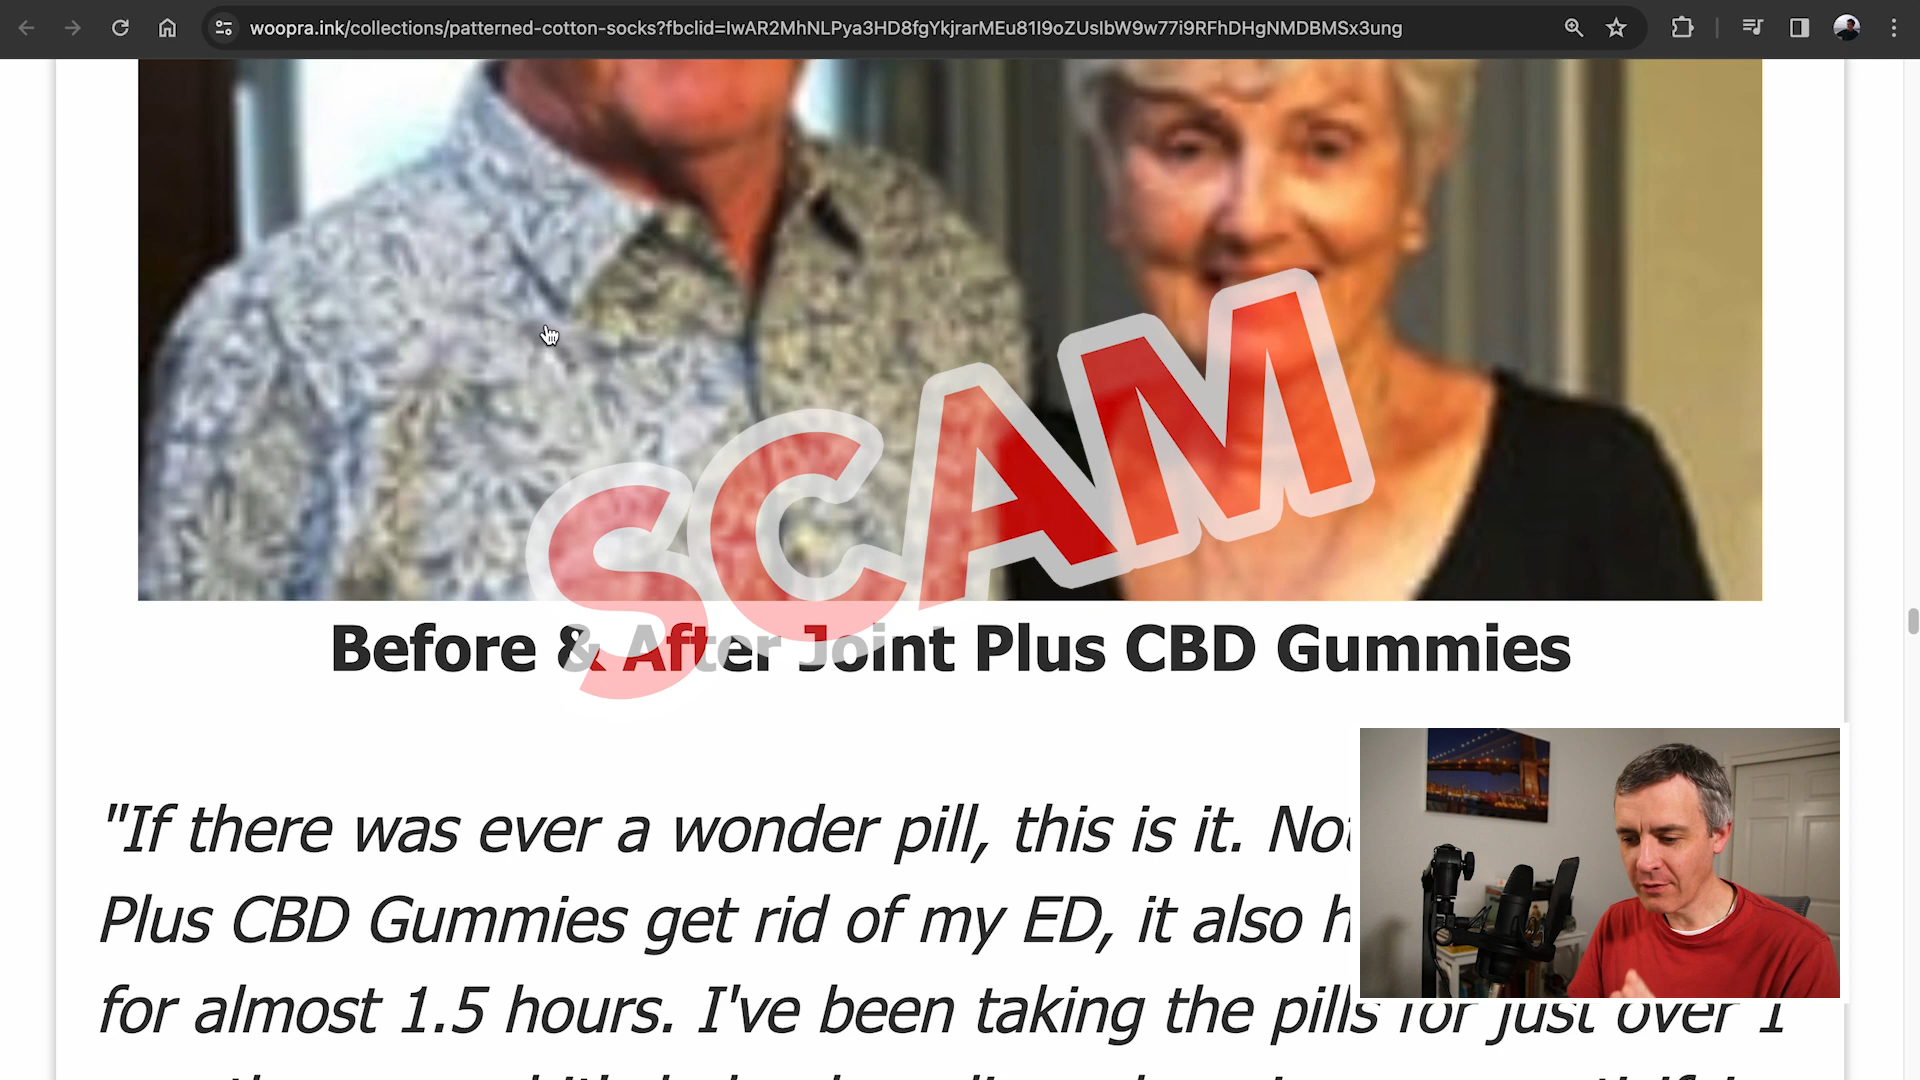 woopra.ink/collections/patterned-cotton-socks?fbclid=IwAR2MhNLPya3HD8fgYkjrarMEu81I9oZUsIbW9w77i9RFhDHgNMDBMSx3ung
SCAM
Before & After Joint Plus CBD Gummies
"If there was ever a wonder pill, this is it.
Plus CBD Gummies get rid of my ED, it also
for almost 1.5 hours. I've been taking the pills for just over 1